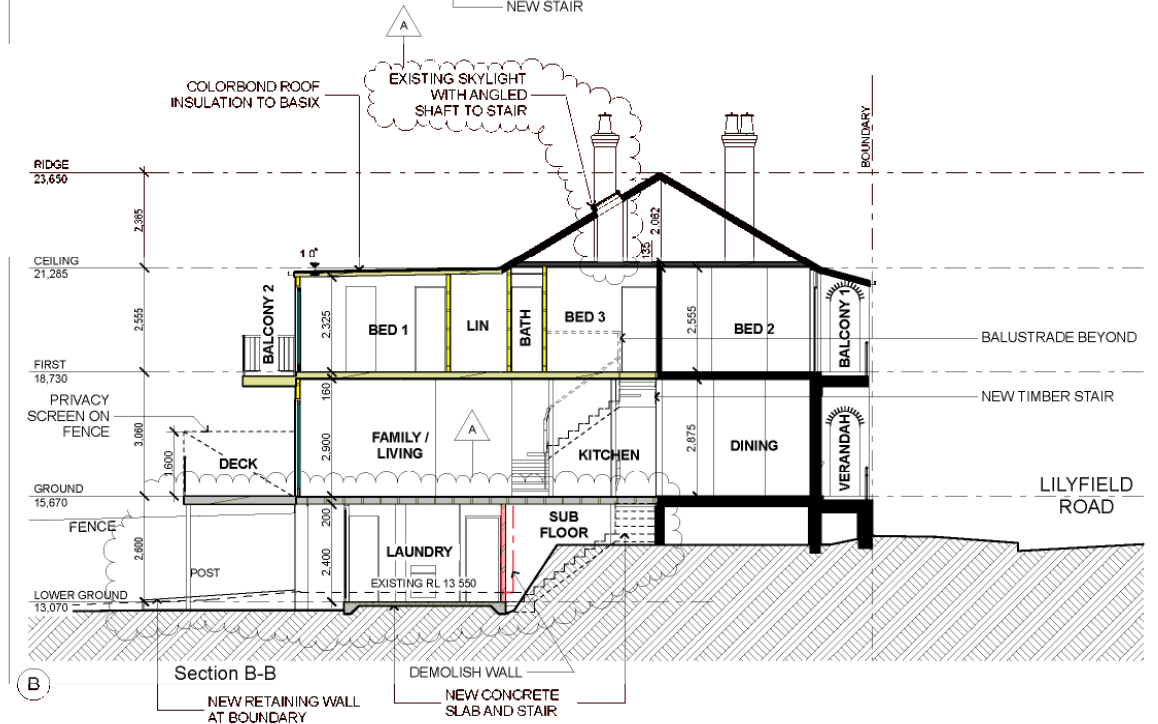 NEW STAIR
A
COLORBOND ROOF
INSULATION TO BASIX
EXISTING SKYLIGHT
WITH ANGLED
SHAFT TO STAIR
BOUNDARY
RIDGE
23,650
2,365
1.0°
135
2,062
CEILING
21,285
2,555
BALCONY 2
2,325
BED 1
LIN
BATH
BED 3
2,555
BED 2
BALCONY 1
BALUSTRADE BEYOND
FIRST
18,730
160
NEW TIMBER STAIR
PRIVACY
SCREEN ON
FENCE
3,060
1,600
DECK
2,900
FAMILY /
LIVING
A
KITCHEN
2,875
DINING
VERANDAH
GROUND
15,670
LILYFIELD
ROAD
FENCE
2,600
200
SUB
FLOOR
LAUNDRY
2,400
POST
EXISTING RL 13 550
LOWER GROUND
13,070
B
Section B-B
DEMOLISH WALL
NEW RETAINING WALL
AT BOUNDARY
NEW CONCRETE
SLAB AND STAIR